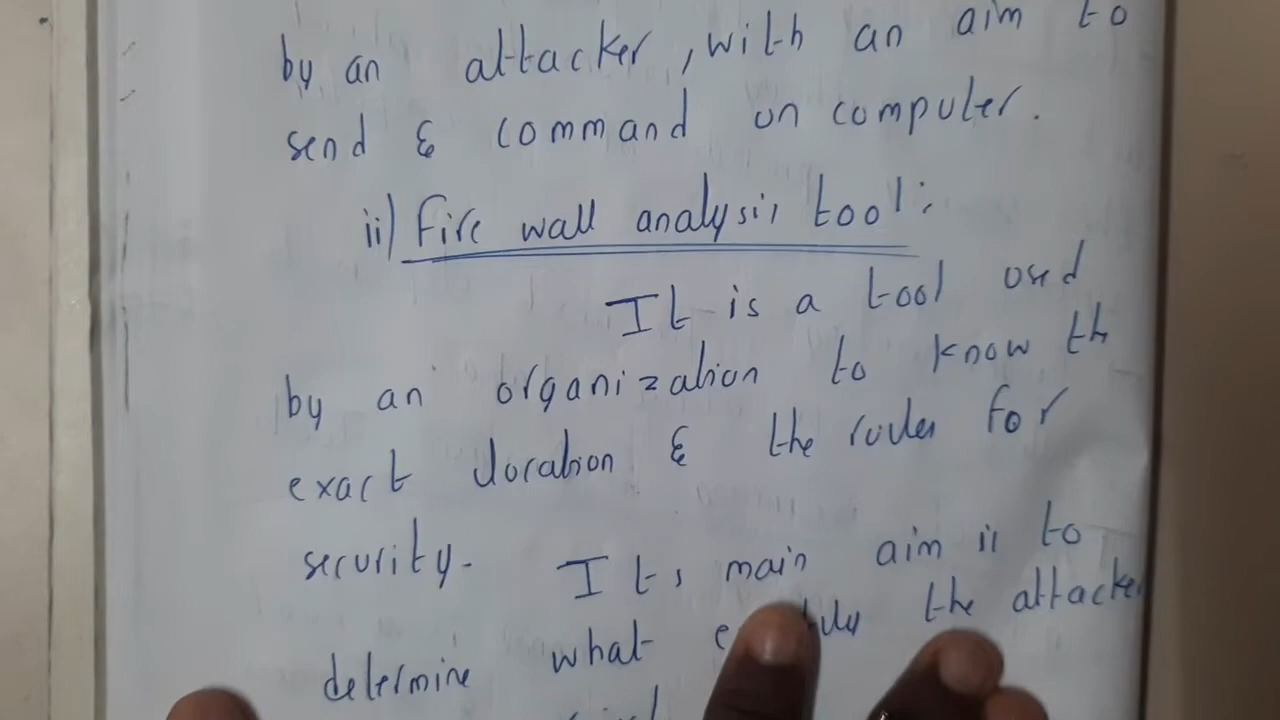 by an attacker, with an aim to
send & command on computer.
ii) Fire wall analysis tool:
It is a tool used
by an organization to know th
exact location & the rules for
security. Its main aim is to
determine what the attacker